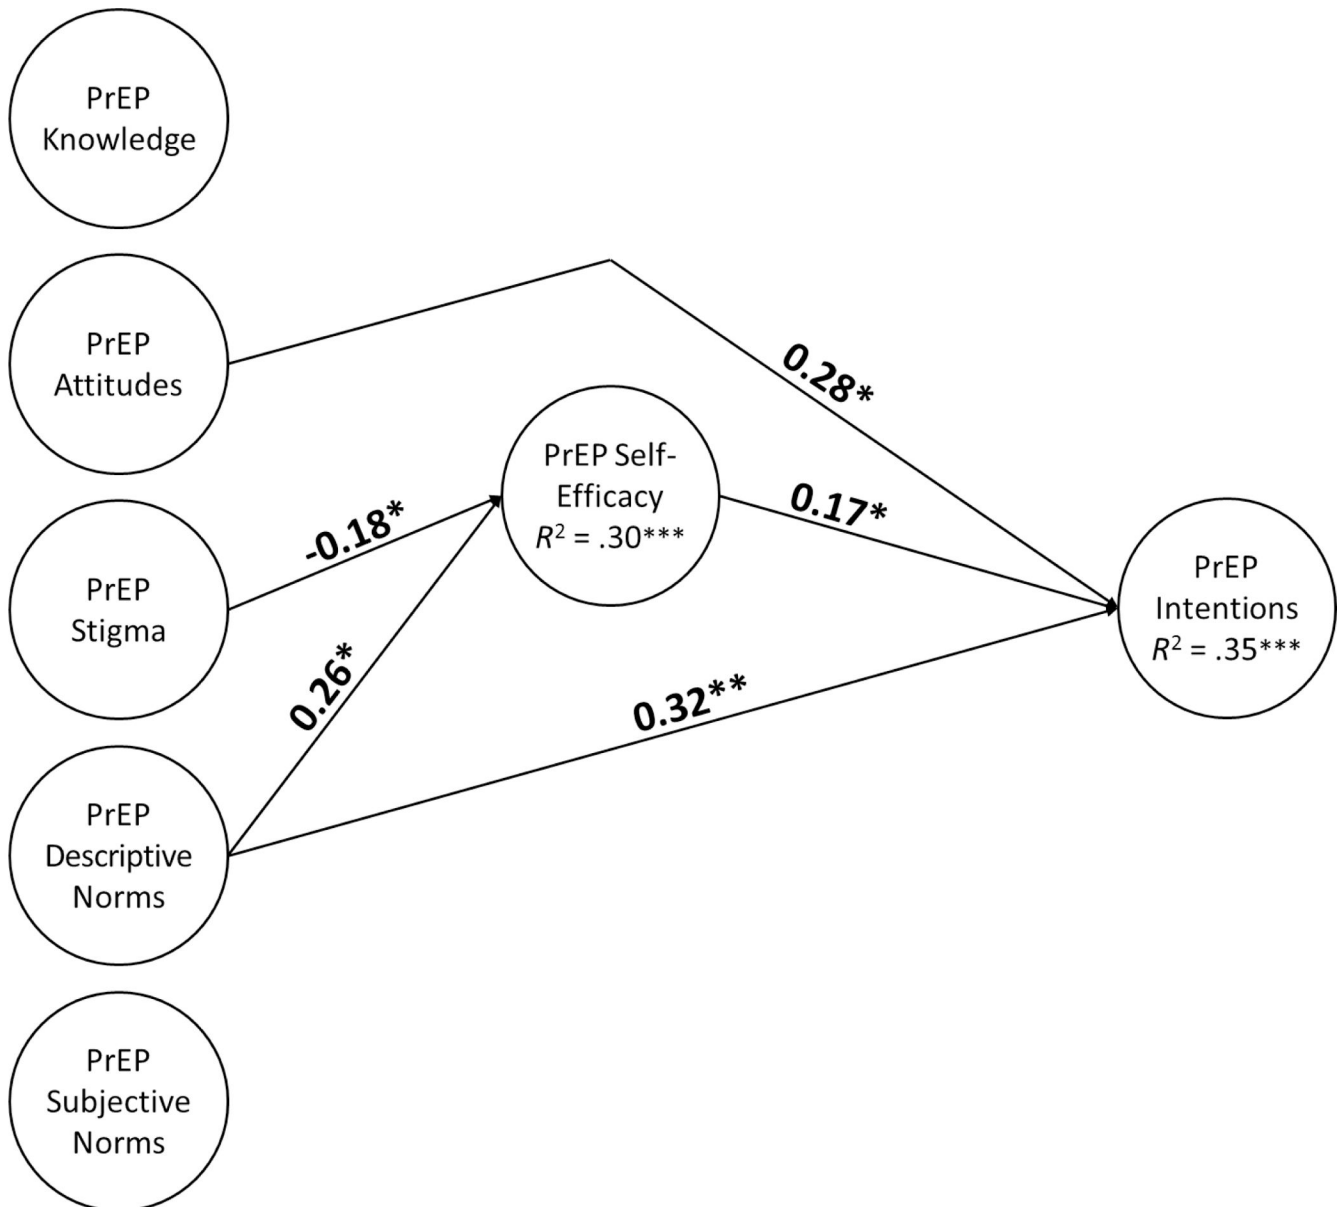 PrEP
Knowledge
PrEP
Attitudes
0.28*
PrEP Self-
Efficacy
R² = .30***
-0.18*
0.17*
PrEP
Stigma
PrEP
Intentions
R² = .35***
0.26*
0.32**
PrEP
Descriptive
Norms
PrEP
Subjective
Norms